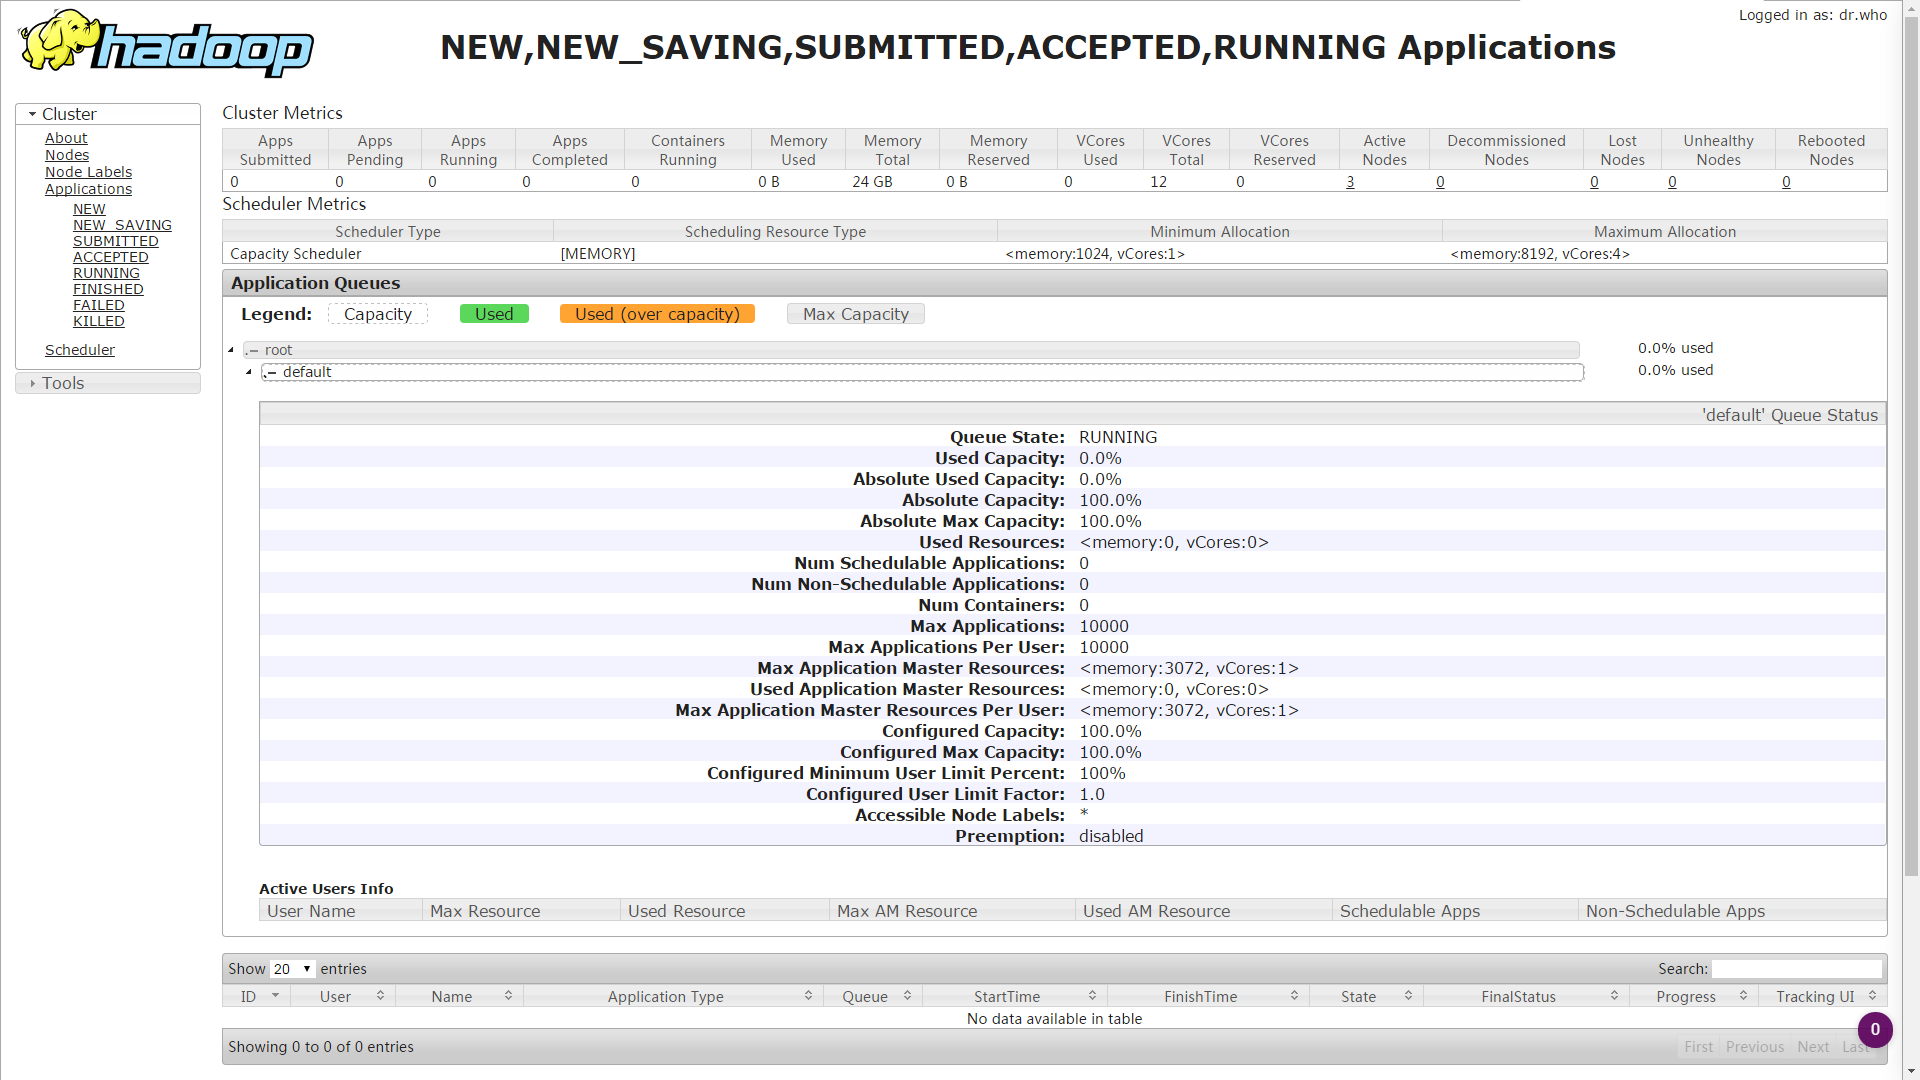 Logged in as: dr.who
hadoop
NEW,NEW_SAVING,SUBMITTED,ACCEPTED,RUNNING Applications
Cluster
About
Nodes
Node Labels
Applications
NEW
NEW_SAVING
SUBMITTED
ACCEPTED
RUNNING
FINISHED
FAILED
KILLED
Scheduler
Tools
Cluster Metrics
Apps Submitted Apps Pending Apps Running Apps Completed Containers Running Memory Used Memory Total Memory Reserved VCores Used VCores Total VCores Reserved Active Nodes Decommissioned Nodes Lost Nodes Unhealthy Nodes Rebooted Nodes
0 0 0 0 0 0 B 24 GB 0 B 0 12 0 3 0 0 0 0
Scheduler Metrics
Scheduler Type Scheduling Resource Type Minimum Allocation Maximum Allocation
Capacity Scheduler [MEMORY] <memory:1024, vCores:1> <memory:8192, vCores:4>
Application Queues
Legend: Capacity Used Used (over capacity) Max Capacity
.– root 0.0% used
.– default 0.0% used
'default' Queue Status
Queue State: RUNNING
Used Capacity: 0.0%
Absolute Used Capacity: 0.0%
Absolute Capacity: 100.0%
Absolute Max Capacity: 100.0%
Used Resources: <memory:0, vCores:0>
Num Schedulable Applications: 0
Num Non-Schedulable Applications: 0
Num Containers: 0
Max Applications: 10000
Max Applications Per User: 10000
Max Application Master Resources: <memory:3072, vCores:1>
Used Application Master Resources: <memory:0, vCores:0>
Max Application Master Resources Per User: <memory:3072, vCores:1>
Configured Capacity: 100.0%
Configured Max Capacity: 100.0%
Configured Minimum User Limit Percent: 100%
Configured User Limit Factor: 1.0
Accessible Node Labels: *
Preemption: disabled
Active Users Info
User Name Max Resource Used Resource Max AM Resource Used AM Resource Schedulable Apps Non-Schedulable Apps
Show 20 entries Search:
ID User Name Application Type Queue StartTime FinishTime State FinalStatus Progress Tracking UI
No data available in table
0
Showing 0 to 0 of 0 entries First Previous Next Last